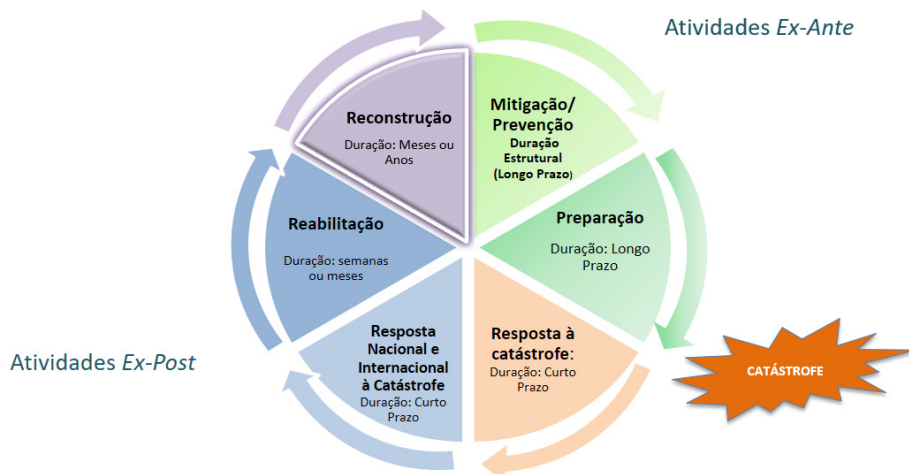 Atividades Ex-Ante
Mitigação/
Prevenção
Duração
Estrutural
(Longo Prazo)
Preparação
Duração: Longo
Prazo
CATÁSTROFE
Resposta à
catástrofe:
Duração: Curto
Prazo
Resposta
Nacional e
Internacional
à Catástrofe
Duração: Curto
Prazo
Atividades Ex-Post
Reabilitação
Duração: semanas
ou meses
Reconstrução
Duração: Meses ou
Anos